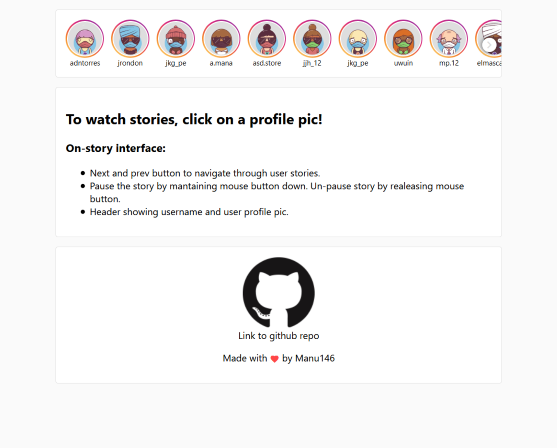 adntorres jrondon jkg_pe a.mana asd.store jjh_12 jkg_pe uwuin mp.12 elmasca
To watch stories, click on a profile pic!
On-story interface:
Next and prev button to navigate through user stories.
Pause the story by mantaining mouse button down. Un-pause story by realeasing mouse
button.
Header showing username and user profile pic.
Link to github repo
Made with ❤ by Manu146